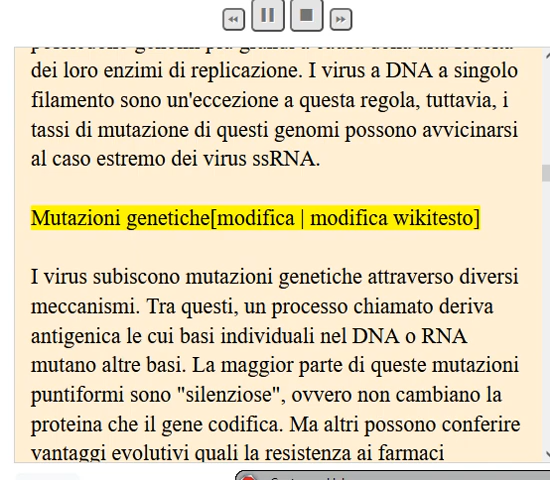 dei loro enzimi di replicazione. I virus a DNA a singolo
filamento sono un'eccezione a questa regola, tuttavia, i
tassi di mutazione di questi genomi possono avvicinarsi
al caso estremo dei virus ssRNA.
Mutazioni genetiche[modifica | modifica wikitesto]
I virus subiscono mutazioni genetiche attraverso diversi
meccanismi. Tra questi, un processo chiamato deriva
antigenica le cui basi individuali nel DNA o RNA
mutano altre basi. La maggior parte di queste mutazioni
puntiformi sono "silenziose", ovvero non cambiano la
proteina che il gene codifica. Ma altri possono conferire
vantaggi evolutivi quali la resistenza ai farmaci